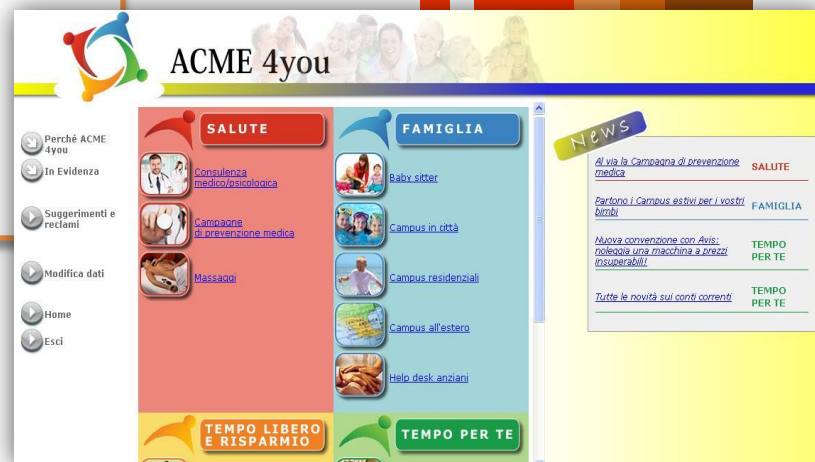 ACME 4you
Perché ACME
4you
In Evidenza
Suggerimenti e
reclami
Modifica dati
Home
Esci
SALUTE
Consulenza
medico/psicologica
Campagne
di prevenzione medica
Massaggi
FAMIGLIA
Baby sitter
Campus in città
Campus residenziali
Campus all'estero
Help desk anziani
TEMPO LIBERO
E RISPARMIO
TEMPO PER TE
News
Al via la Campagna di prevenzione
medica
SALUTE
Partono i Campus estivi per i vostri
bimbi
FAMIGLIA
Nuova convenzione con Avis:
noleggia una macchina a prezzi
insuperabili!
TEMPO
PER TE
Tutte le novità sui conti correnti
TEMPO
PER TE